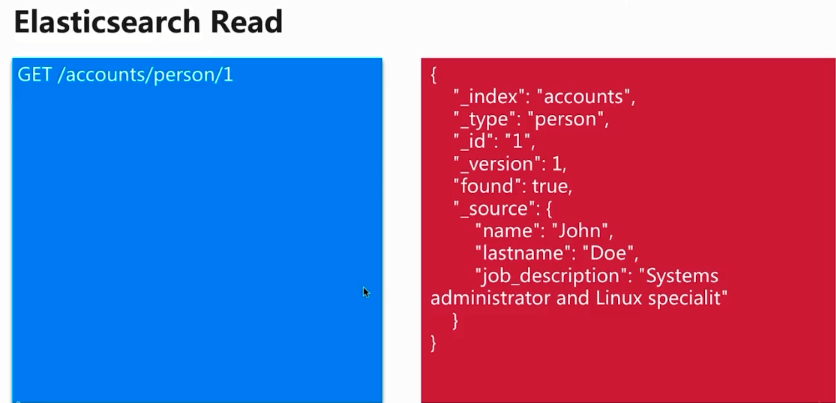 Elasticsearch Read
GET /accounts/person/1
{
"_index": "accounts",
"_type": "person",
"_id": "1",
"_version": 1,
"found": true,
"_source": {
"name": "John",
"lastname": "Doe",
"job_description": "Systems
administrator and Linux specialit"
}
}